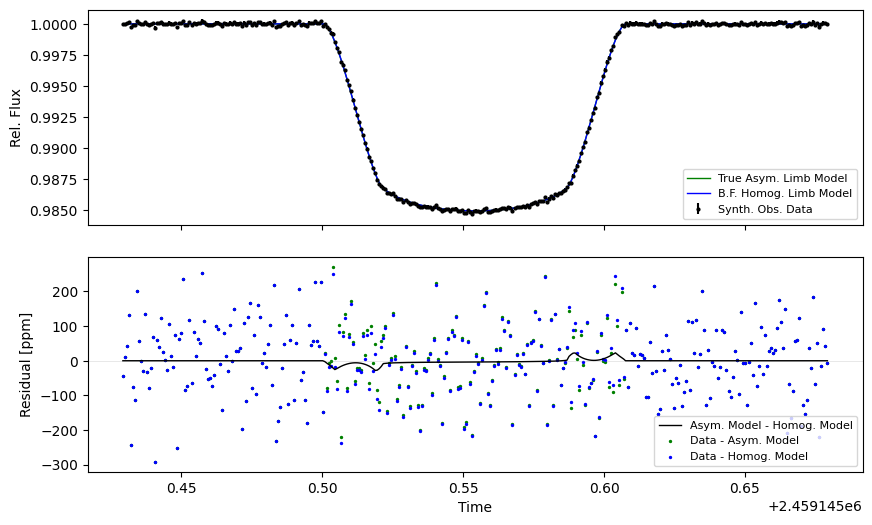 1.0000
0.9975
0.9950
0.9925
0.9900
0.9875
0.9850
Rel. Flux
True Asym. Limb Model
B.F. Homog. Limb Model
Synth. Obs. Data
200
100
0
−100
−200
−300
Residual [ppm]
Asym. Model - Homog. Model
Data - Asym. Model
Data - Homog. Model
0.45 0.50 0.55 0.60 0.65
Time
+2.459145e6